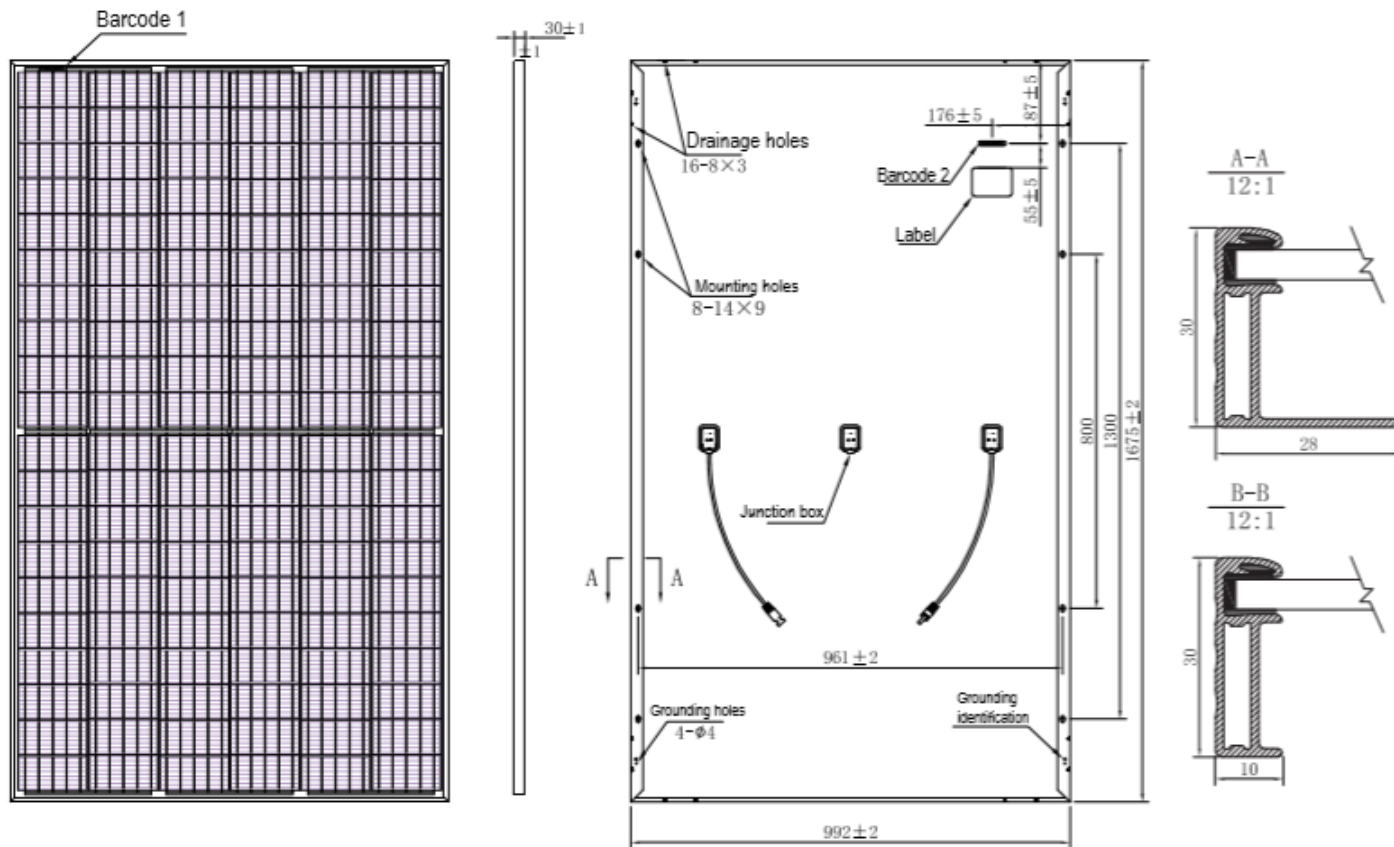 Barcode 1
30±1
±1
Drainage holes
16-8×3
Mounting holes
8-14×9
176±5
87±5
Barcode 2
55±5
Label
Junction box
800
1300
1675±2
A
A
961±2
Grounding holes
4-ϕ4
Grounding
identification
992±2
A-A
12:1
30
28
B-B
12:1
30
10